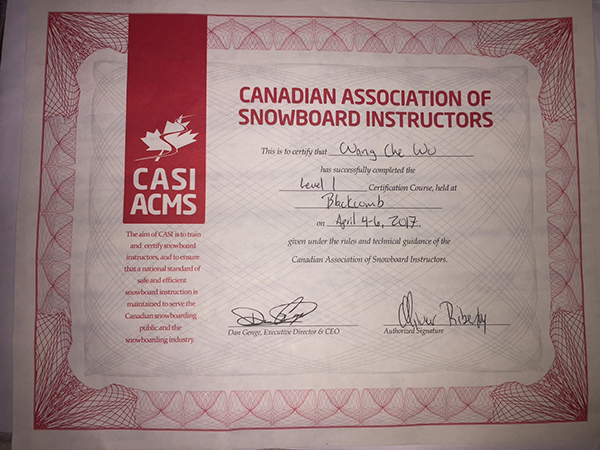 CASI
ACMS
The aim of CASI is to train
and certify snowboard
instructors, and to ensure
that a national standard of
safe and efficient
snowboard instruction is
maintained to serve the
Canadian snowboarding
public and the
snowboarding industry.
CANADIAN ASSOCIATION OF
SNOWBOARD INSTRUCTORS
This is to certify that Wang Che Wu
has successfully completed the
Level 1 Certification Course, held at
Blackcomb
on April 4-6, 2017
given under the rules and technical guidance of the
Canadian Association of Snowboard Instructors.
Dan Genge, Executive Director & CEO
Oliver
Authorized Signature